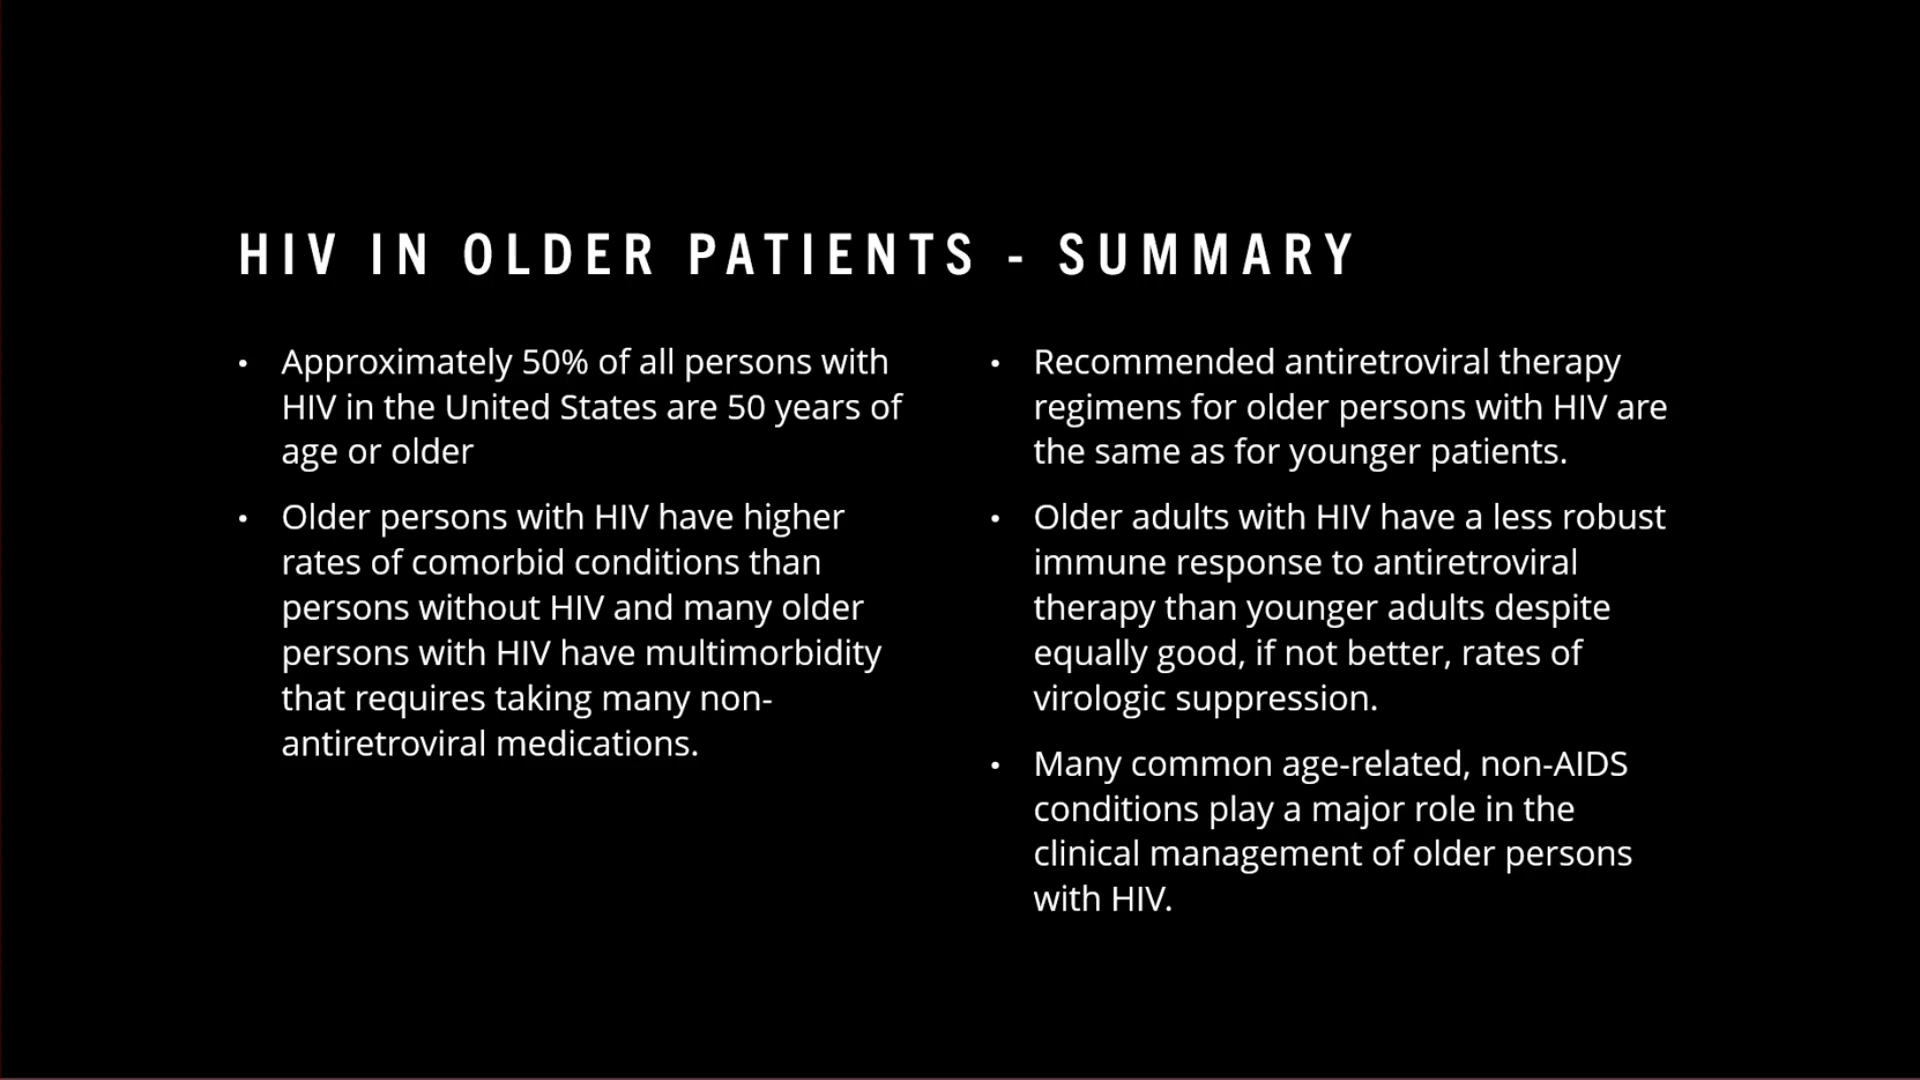 HIV IN OLDER PATIENTS - SUMMARY
• Approximately 50% of all persons with
HIV in the United States are 50 years of
age or older
• Older persons with HIV have higher
rates of comorbid conditions than
persons without HIV and many older
persons with HIV have multimorbidity
that requires taking many non-
antiretroviral medications.
• Recommended antiretroviral therapy
regimens for older persons with HIV are
the same as for younger patients.
• Older adults with HIV have a less robust
immune response to antiretroviral
therapy than younger adults despite
equally good, if not better, rates of
virologic suppression.
• Many common age-related, non-AIDS
conditions play a major role in the
clinical management of older persons
with HIV.